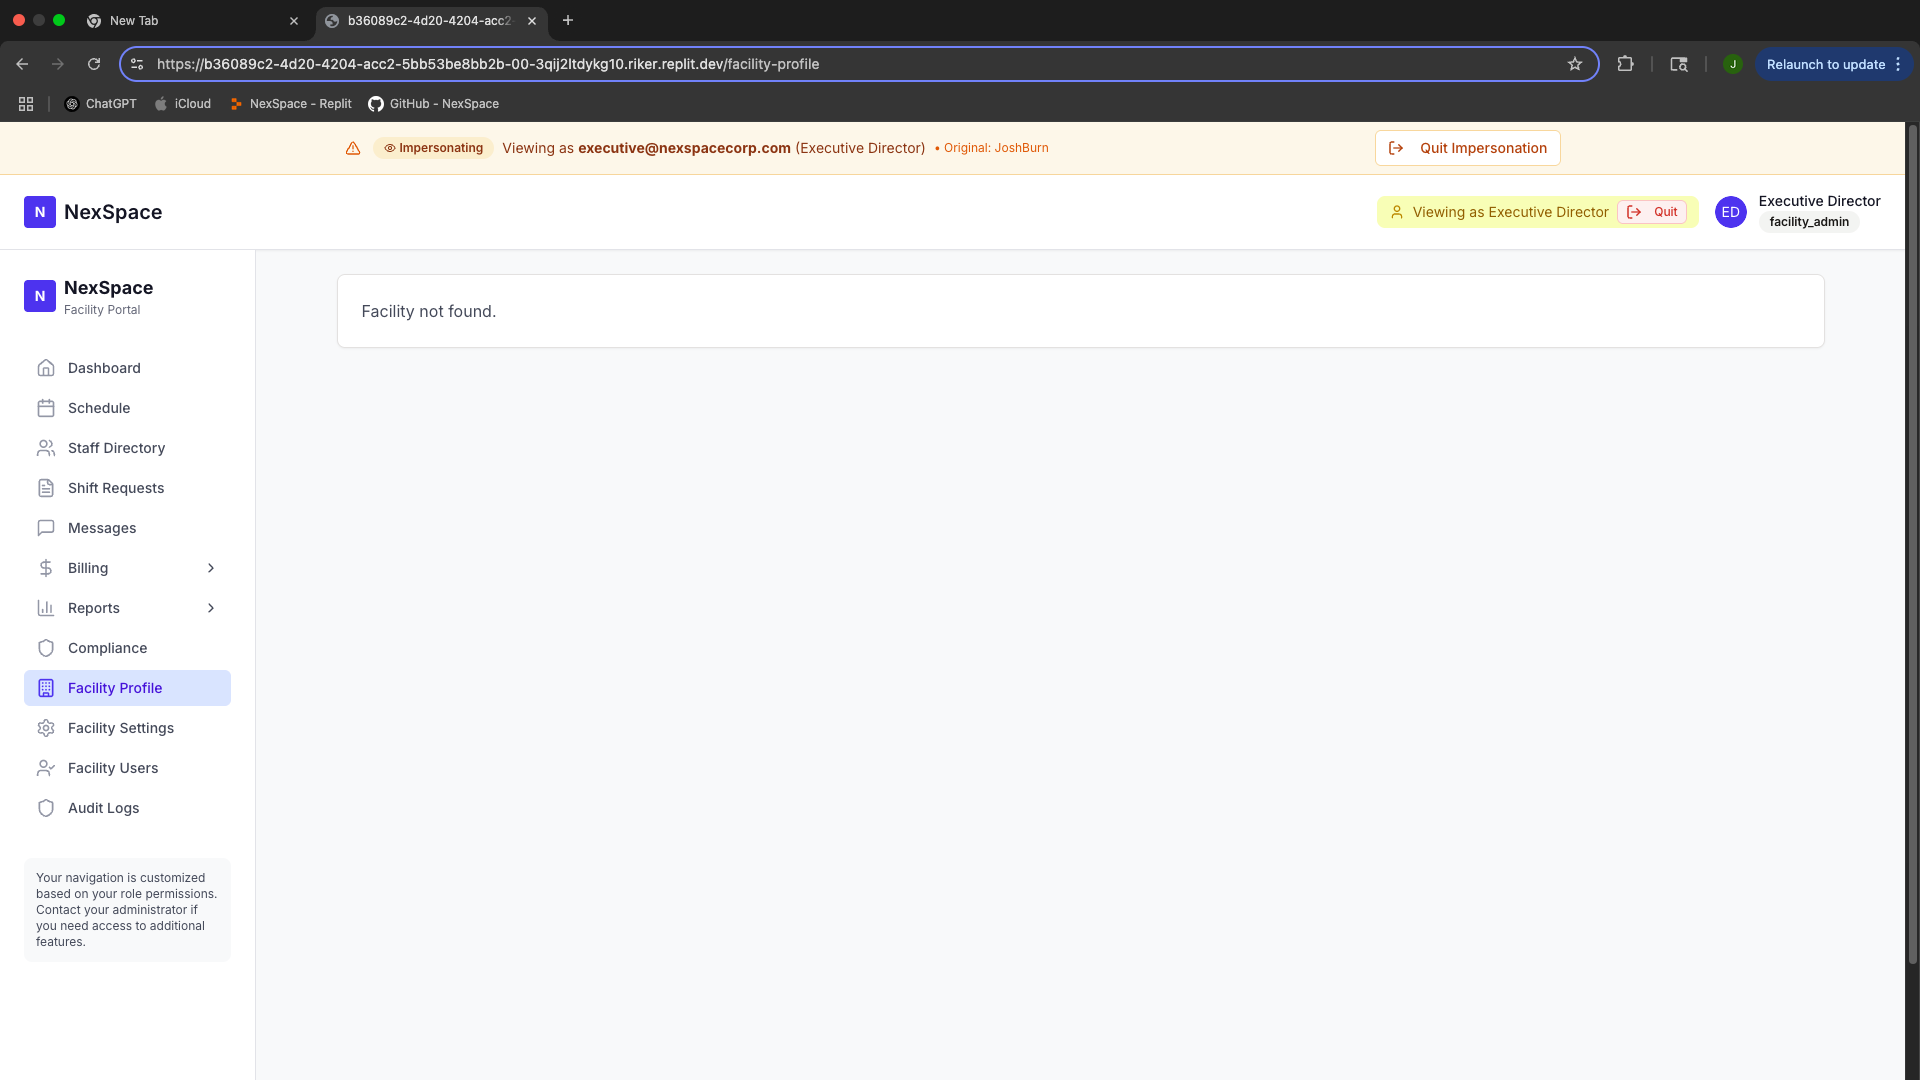 New Tab
b36089c2-4d20-4204-acc2-
https://b36089c2-4d20-4204-acc2-5bb53be8bb2b-00-3qij2ltdykg10.riker.replit.dev/facility-profile
J
Relaunch to update
ChatGPT
iCloud
NexSpace - Replit
GitHub - NexSpace
Impersonating
Viewing as executive@nexspacecorp.com (Executive Director)
• Original: JoshBurn
Quit Impersonation
N
NexSpace
Viewing as Executive Director
Quit
ED
Executive Director
facility_admin
N
NexSpace
Facility Portal
Facility not found.
Dashboard
Schedule
Staff Directory
Shift Requests
Messages
Billing
Reports
Compliance
Facility Profile
Facility Settings
Facility Users
Audit Logs
Your navigation is customized
based on your role permissions.
Contact your administrator if
you need access to additional
features.